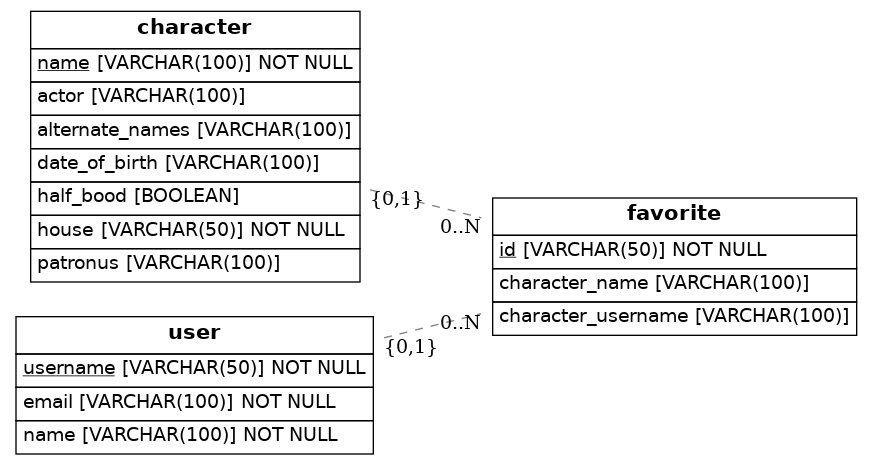 character
name [VARCHAR(100)] NOT NULL
actor [VARCHAR(100)]
alternate_names [VARCHAR(100)]
date_of_birth [VARCHAR(100)]
half_bood [BOOLEAN]
house [VARCHAR(50)] NOT NULL
patronus [VARCHAR(100)]
{0,1}
0..N
favorite
id [VARCHAR(50)] NOT NULL
character_name [VARCHAR(100)]
character_username [VARCHAR(100)]
0..N
{0,1}
user
username [VARCHAR(50)] NOT NULL
email [VARCHAR(100)] NOT NULL
name [VARCHAR(100)] NOT NULL